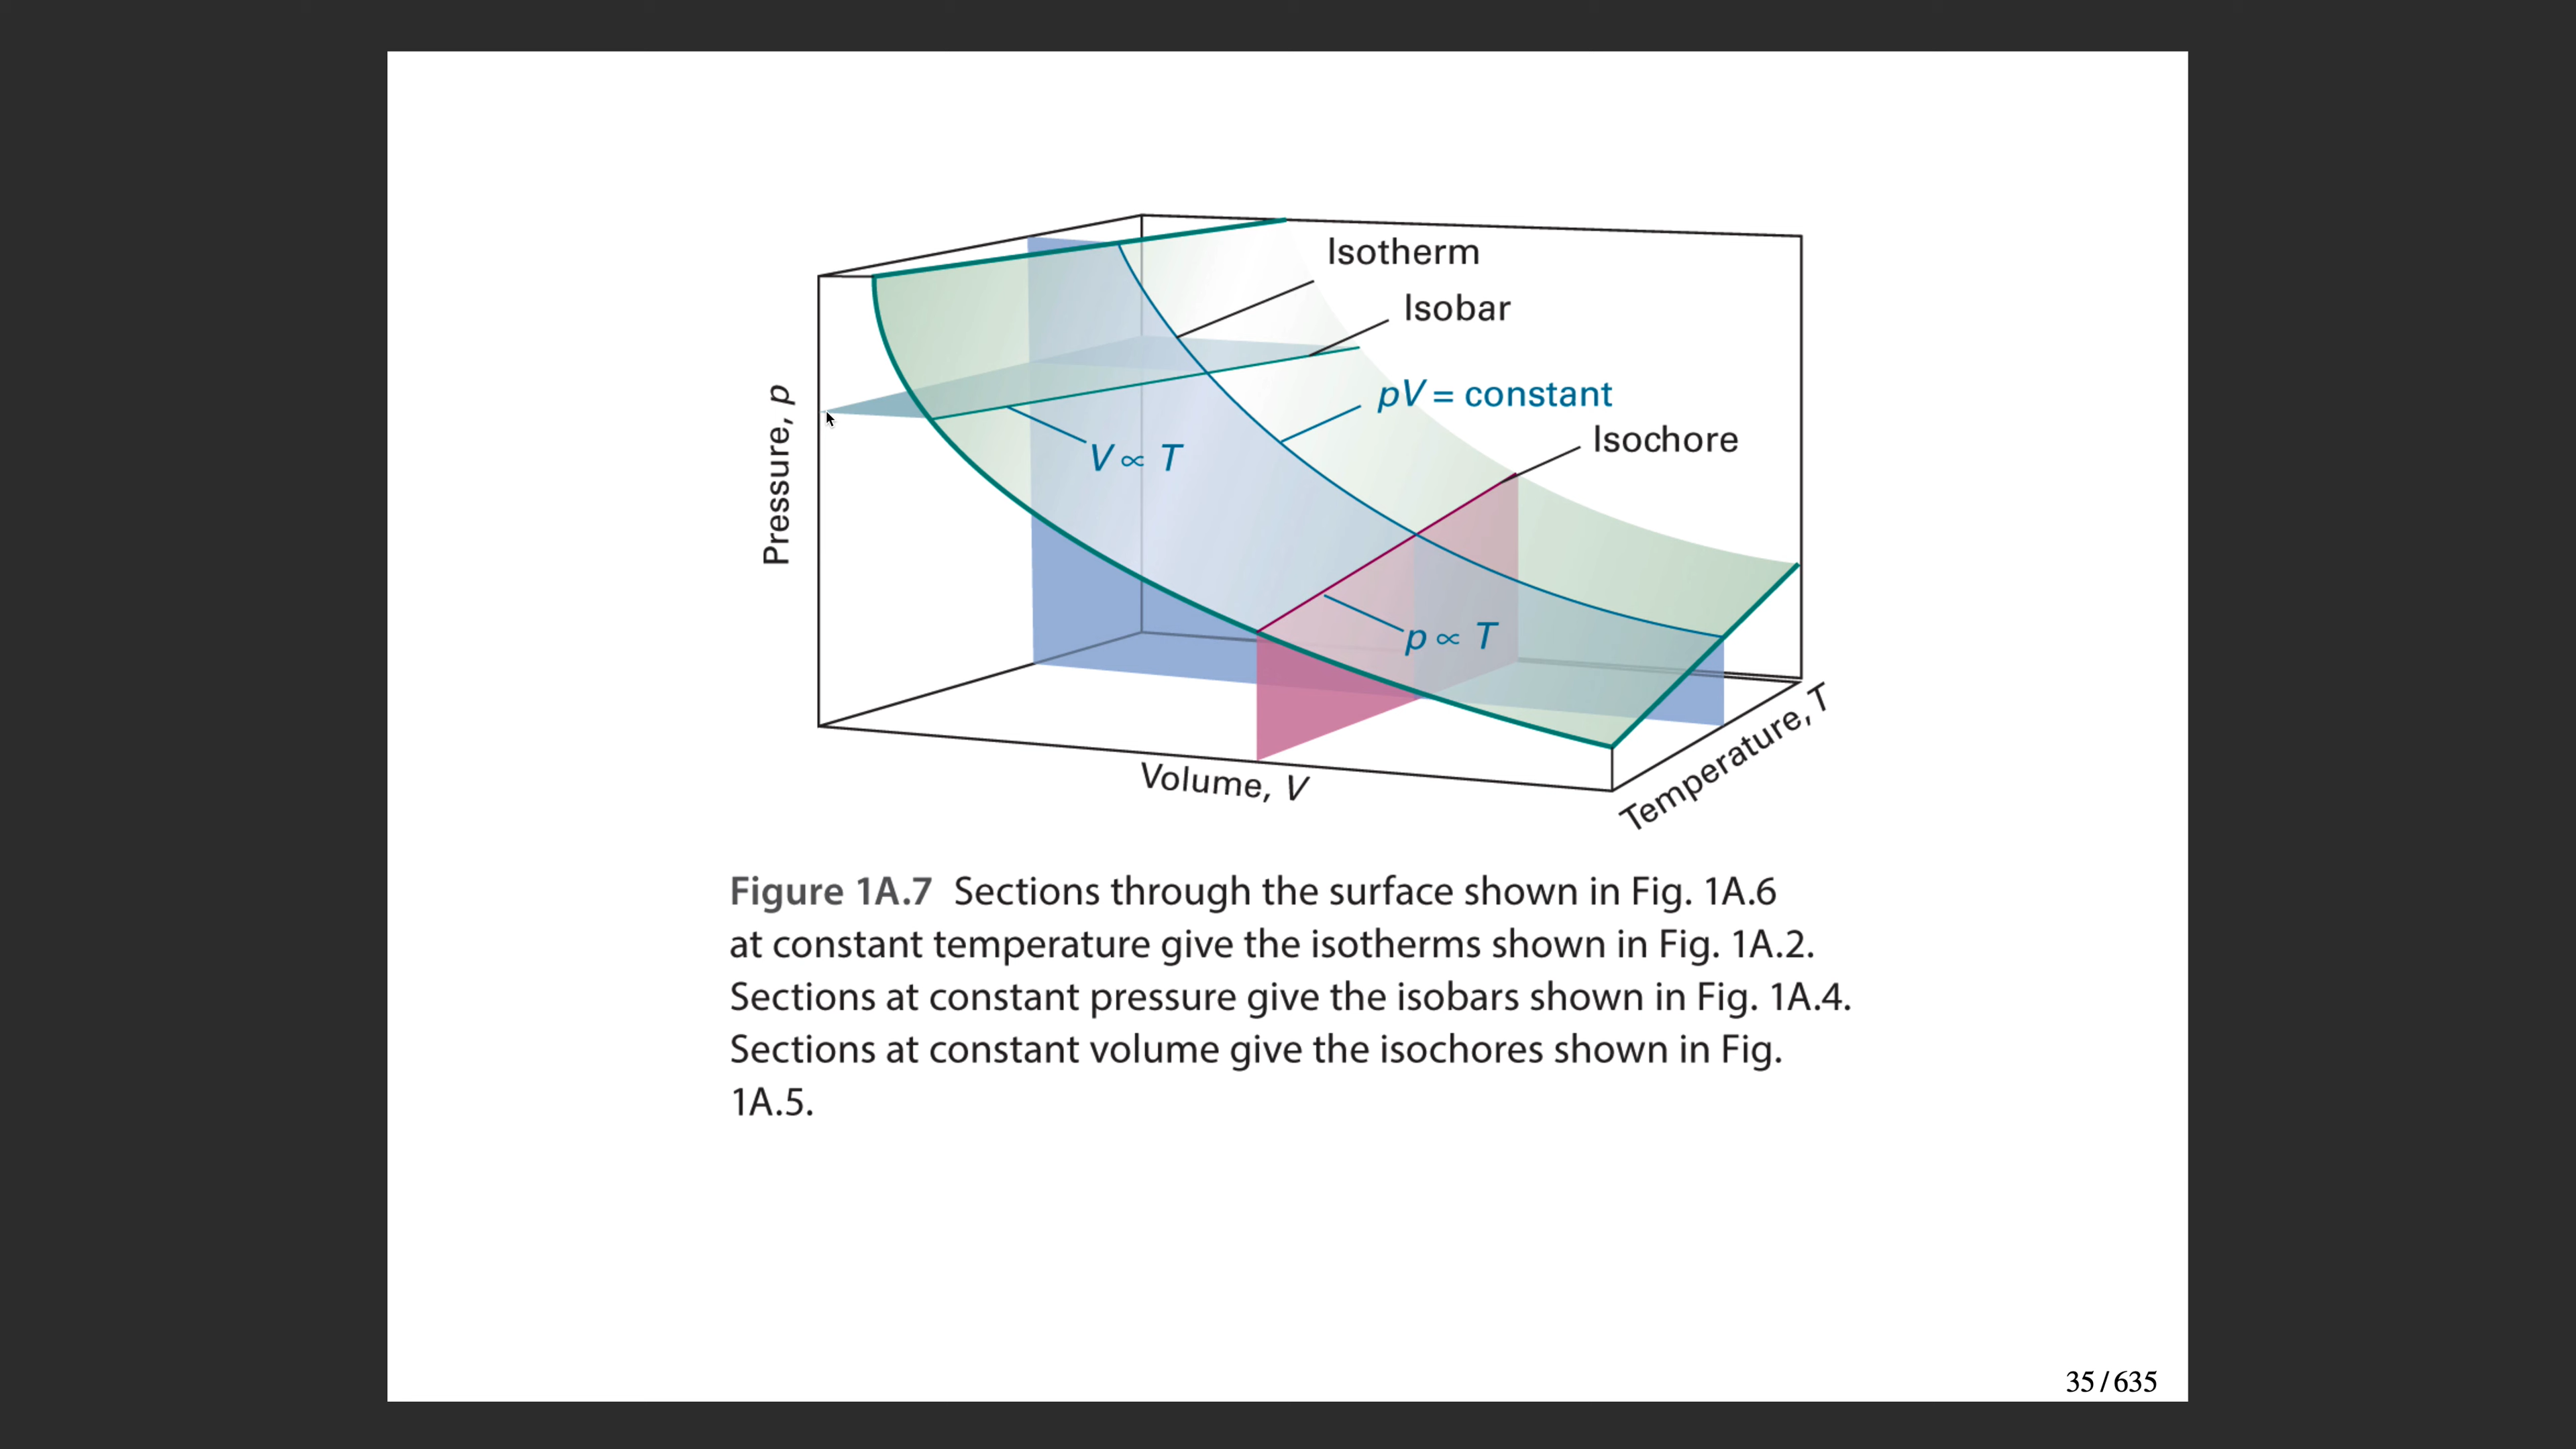 Isotherm
Isobar
pV = constant
Isochore
V ∝ T
p ∝ T
Pressure, p
Volume, V
Temperature, T
Figure 1A.7 Sections through the surface shown in Fig. 1A.6
at constant temperature give the isotherms shown in Fig. 1A.2.
Sections at constant pressure give the isobars shown in Fig. 1A.4.
Sections at constant volume give the isochores shown in Fig.
1A.5.
35 / 635